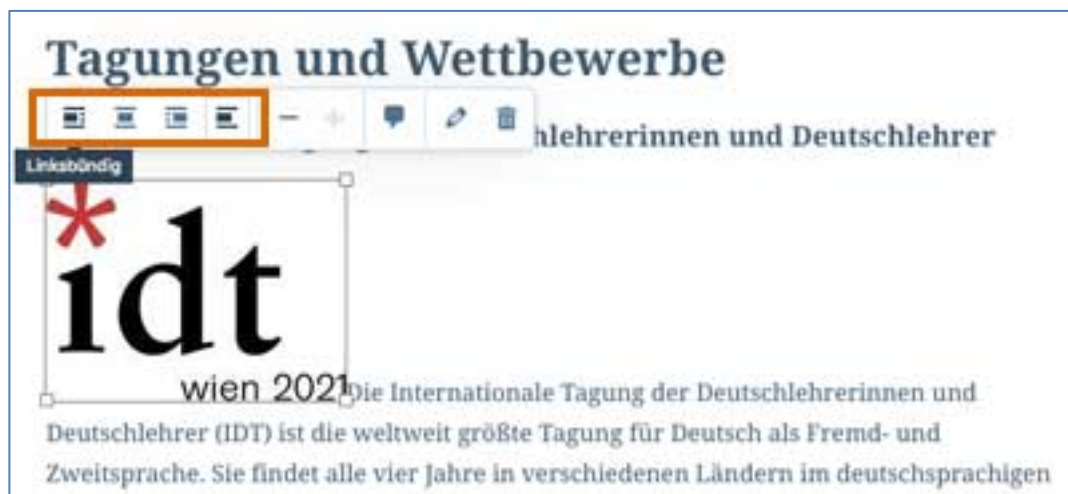 Tagungen und Wettbewerbe
hlehrerinnen und Deutschlehrer
Linksbündig
*idt
wien 2021
Die Internationale Tagung der Deutschlehrerinnen und
Deutschlehrer (IDT) ist die weltweit größte Tagung für Deutsch als Fremd- und
Zweitsprache. Sie findet alle vier Jahre in verschiedenen Ländern im deutschsprachigen